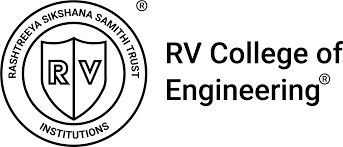 RASHTREEYA SIKSHANA SAMITHI TRUST
RV
INSTITUTIONS
®
RV College of
Engineering®